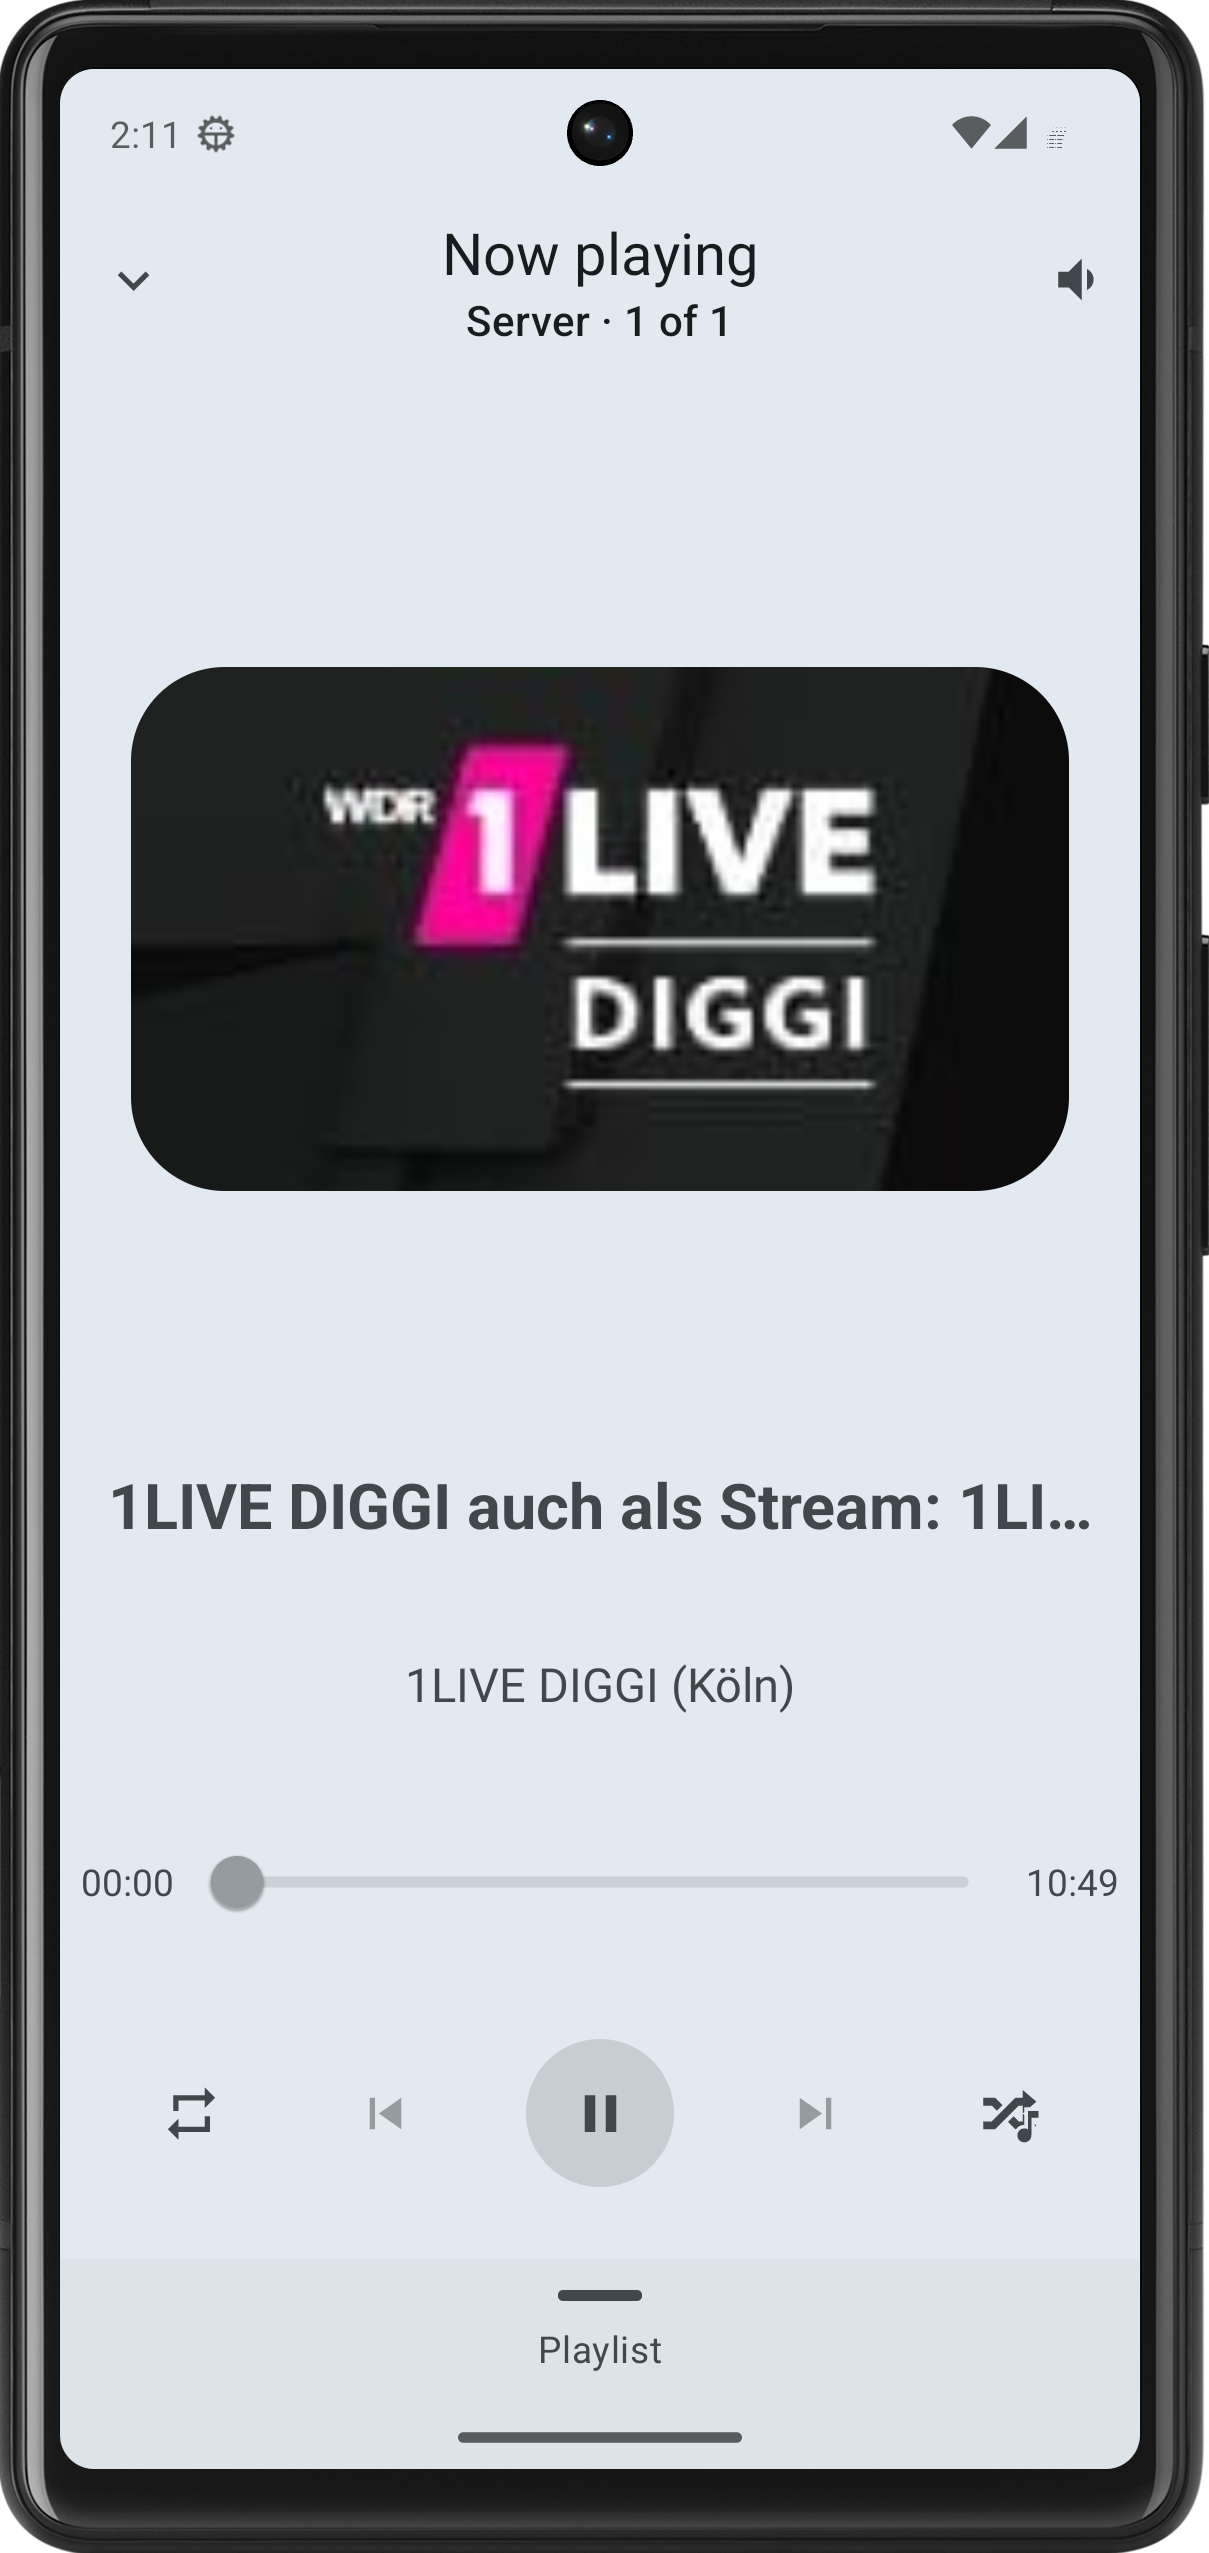 2:11
Now playing
Server · 1 of 1
WDR 1LIVE
DIGGI
1LIVE DIGGI auch als Stream: 1LI…
1LIVE DIGGI (Köln)
00:00 10:49
Playlist